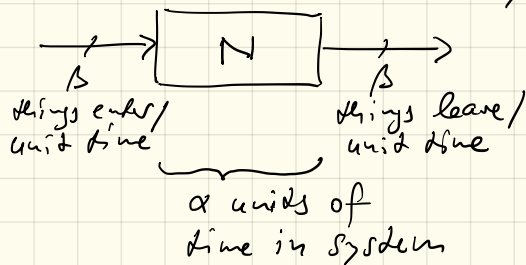 N
β
β
things enter/
unit time
things leave/
unit time
α units of
time in system